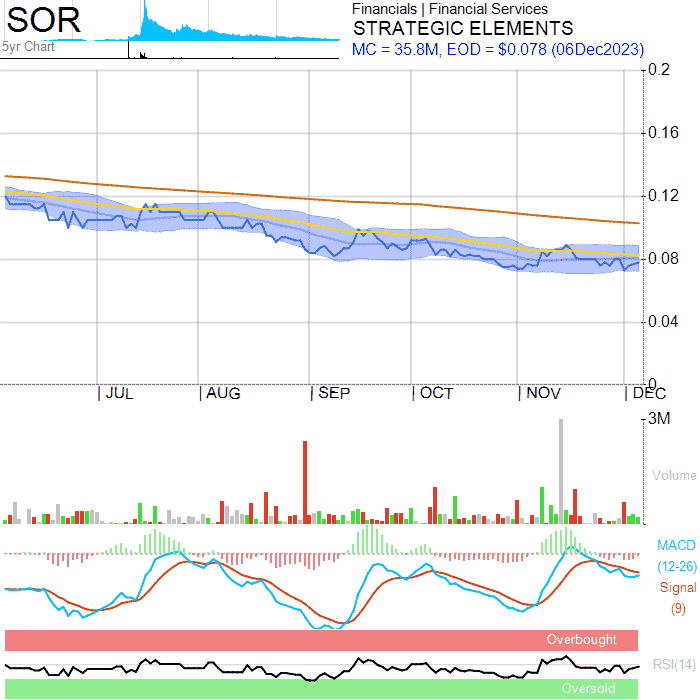 SOR
5yr Chart
Financials | Financial Services
STRATEGIC ELEMENTS
MC = 35.8M, EOD = $0.078 (06Dec2023)
0.2
0.16
0.12
0.08
0.04
0
JUL
AUG
SEP
OCT
NOV
DEC
3M
Volume
MACD
(12-26)
Signal
(9)
Overbought
RSI(14)
Oversold